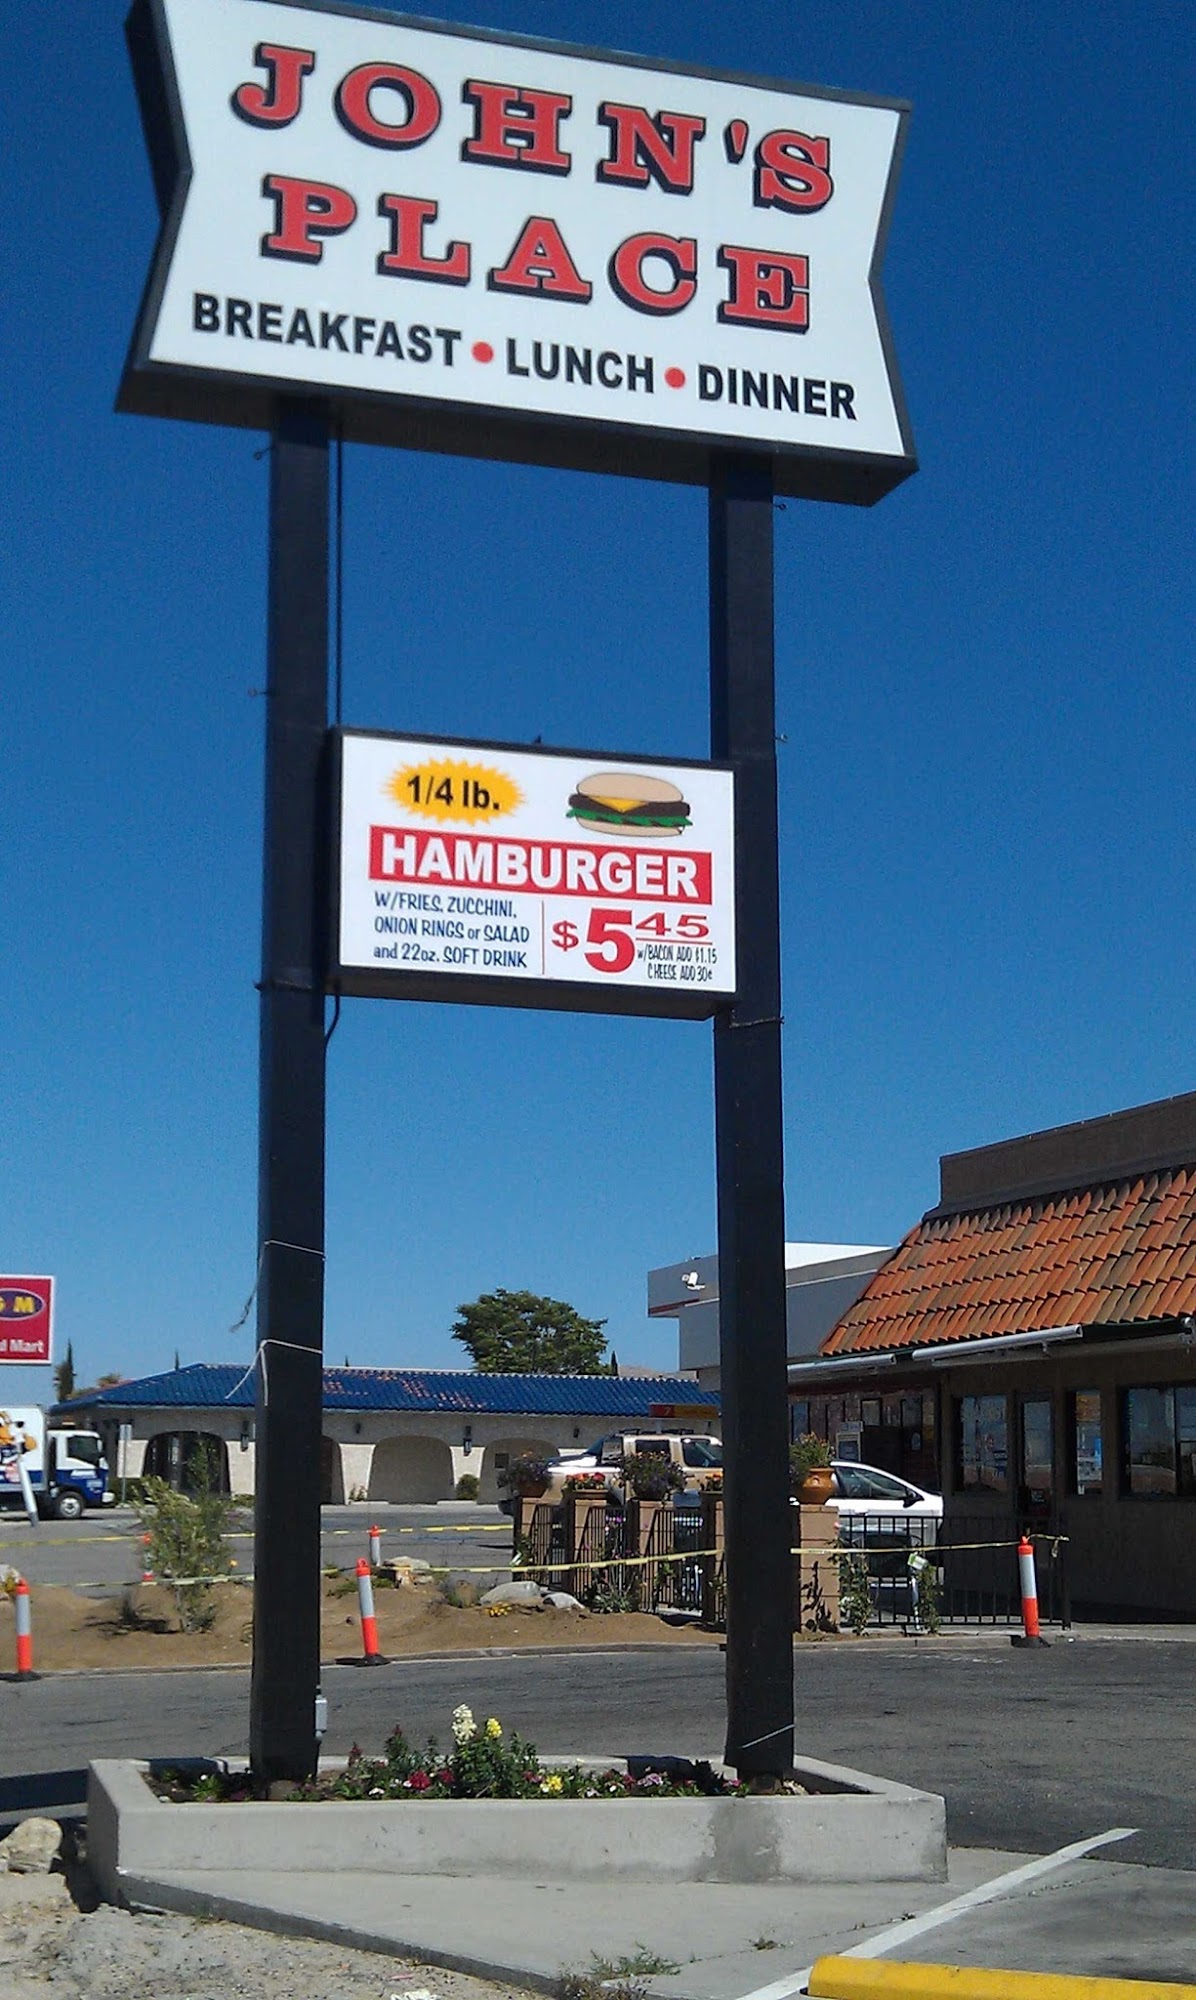 JOHN'S
PLACE
BREAKFAST • LUNCH • DINNER
1/4 lb.
HAMBURGER
W/FRIES, ZUCCHINI,
ONION RINGS or SALAD
and 22oz. SOFT DRINK
$5 45
w/BACON ADD $1.15
CHEESE ADD 30¢
M
Mart